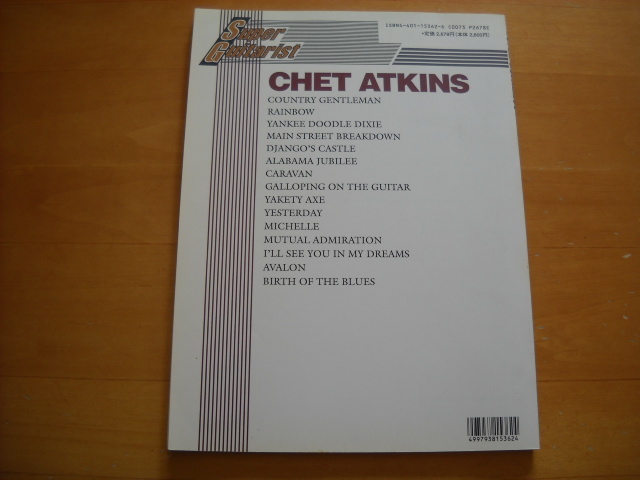 Super
Guitarist
CHET ATKINS
COUNTRY GENTLEMAN
RAINBOW
YANKEE DOODLE DIXIE
MAIN STREET BREAKDOWN
DJANGO'S CASTLE
ALABAMA JUBILEE
CARAVAN
GALLOPING ON THE GUITAR
YAKETY AXE
YESTERDAY
MICHELLE
MUTUAL ADMIRATION
I'LL SEE YOU IN MY DREAMS
AVALON
BIRTH OF THE BLUES
4997938153624